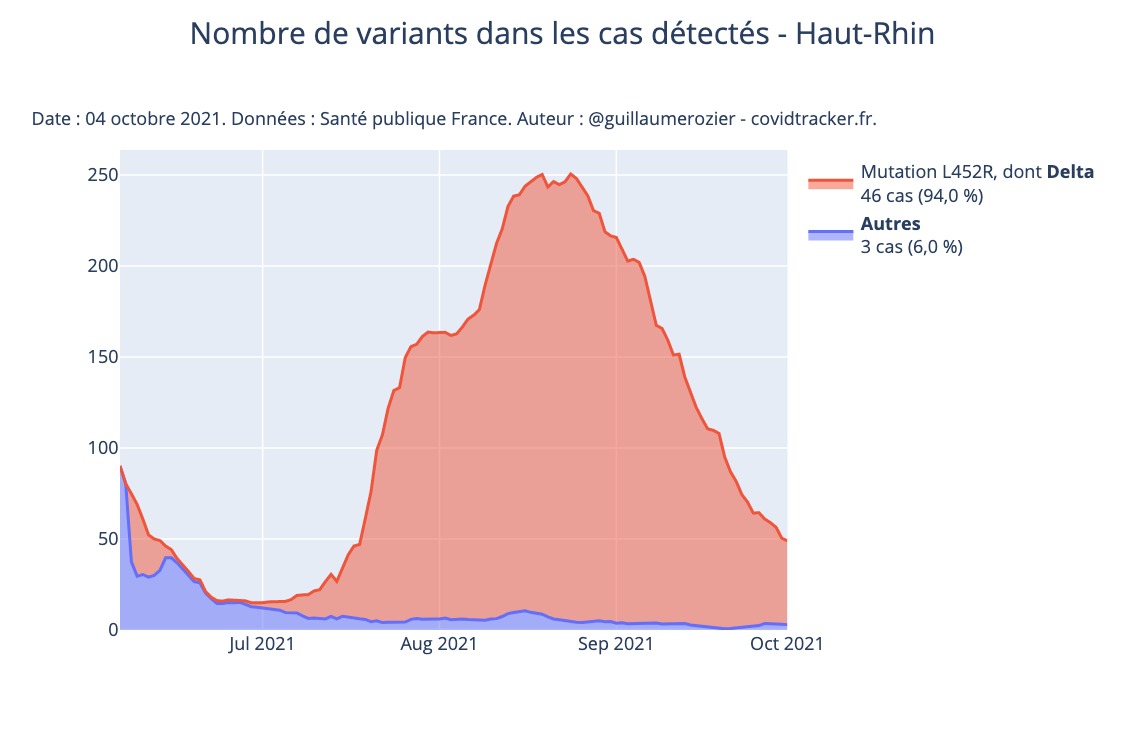 Nombre de variants dans les cas détectés - Haut-Rhin
Date : 04 octobre 2021. Données : Santé publique France. Auteur : @guillaumerozier - covidtracker.fr.
250
200
150
100
50
0
Jul 2021
Aug 2021
Sep 2021
Oct 2021
Mutation L452R, dont Delta
46 cas (94,0 %)
Autres
3 cas (6,0 %)